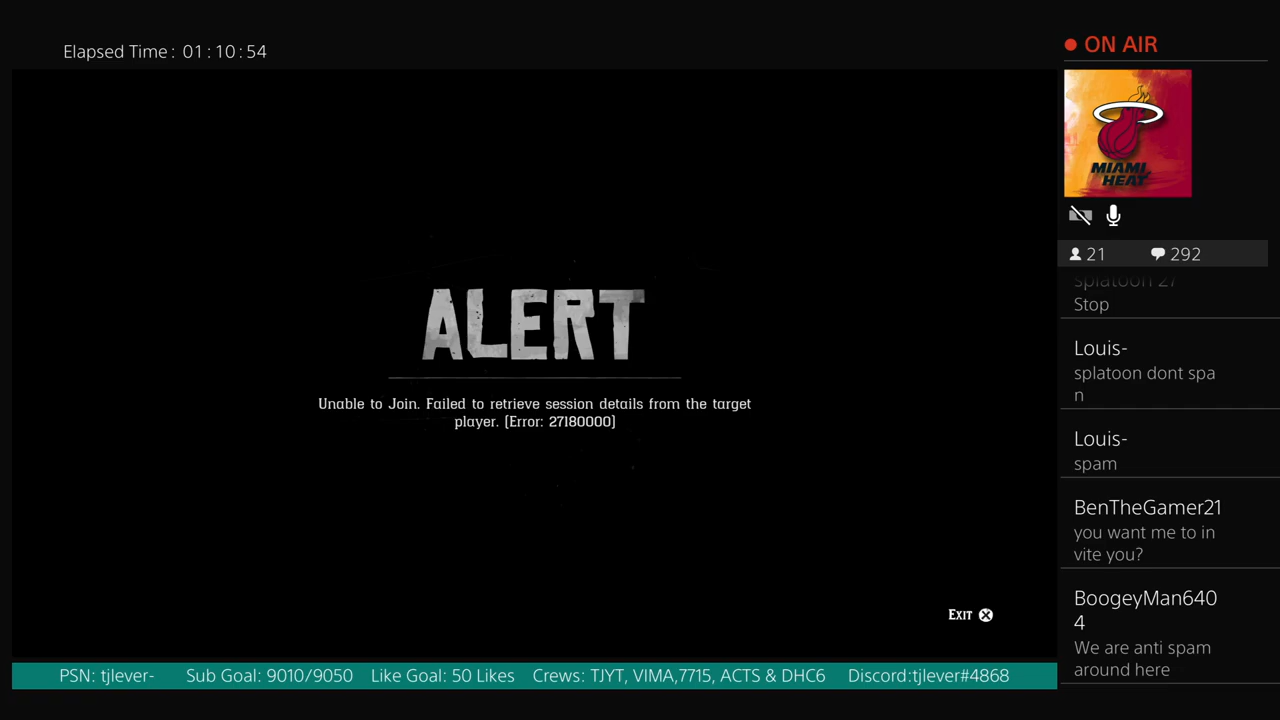 Elapsed Time: 01:10:54
ON AIR
MIAMI
HEAT
21 292
splatoon 27
Stop
Louis-
splatoon dont spa
n
Louis-
spam
BenTheGamer21
you want me to in
vite you?
BoogeyMan640
4
We are anti spam
around here
ALERT
Unable to Join. Failed to retrieve session details from the target
player. [Error: 27180000]
EXIT
PSN: tjlever- Sub Goal: 9010/9050 Like Goal: 50 Likes Crews: TJYT, VIMA,7715, ACTS & DHC6 Discord:tjlever#4868